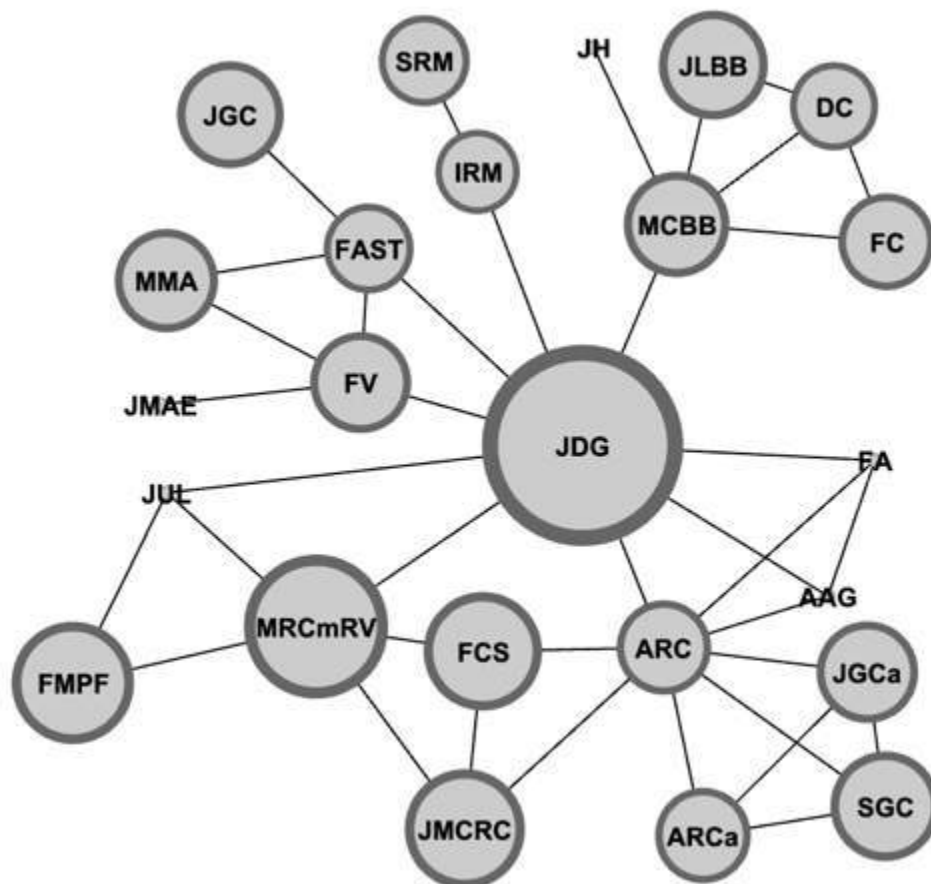 SRM
JH
JLBB
JGC
DC
IRM
MCBB
FC
FAST
MMA
FV
JMAE
JDG
JUL
FA
AAG
MRCmRV
FCS
ARC
JGCa
FMPF
JMCRC
ARCa
SGC